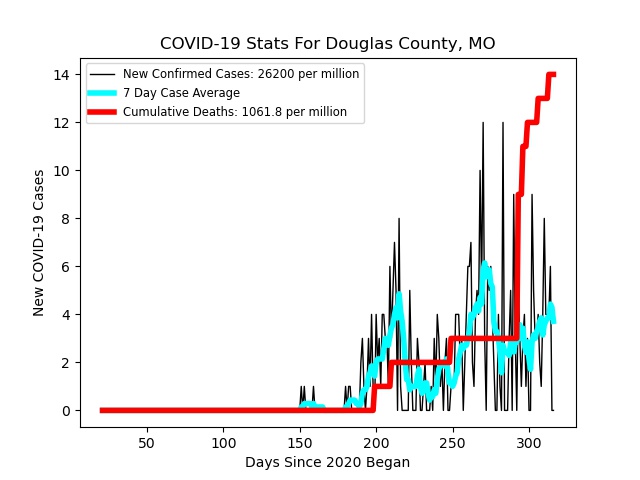 COVID-19 Stats For Douglas County, MO
New Confirmed Cases: 26200 per million
7 Day Case Average
Cumulative Deaths: 1061.8 per million
New COVID-19 Cases
14
12
10
8
6
4
2
0
50 100 150 200 250 300
Days Since 2020 Began